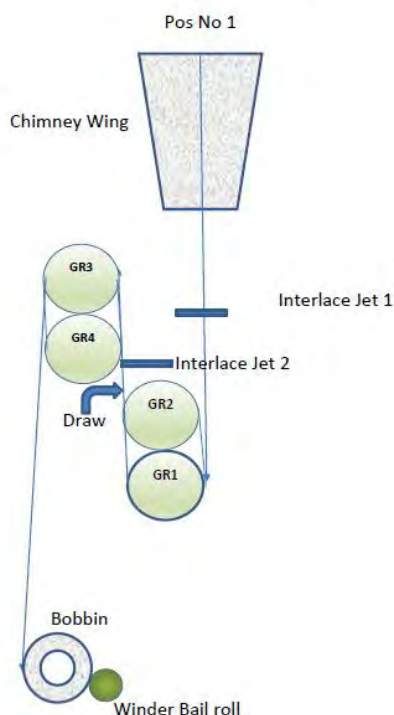 Pos No 1
Chimney Wing
GR3
Interlace Jet 1
GR4
Interlace Jet 2
GR2
Draw
GR1
Bobbin
Winder Bail roll